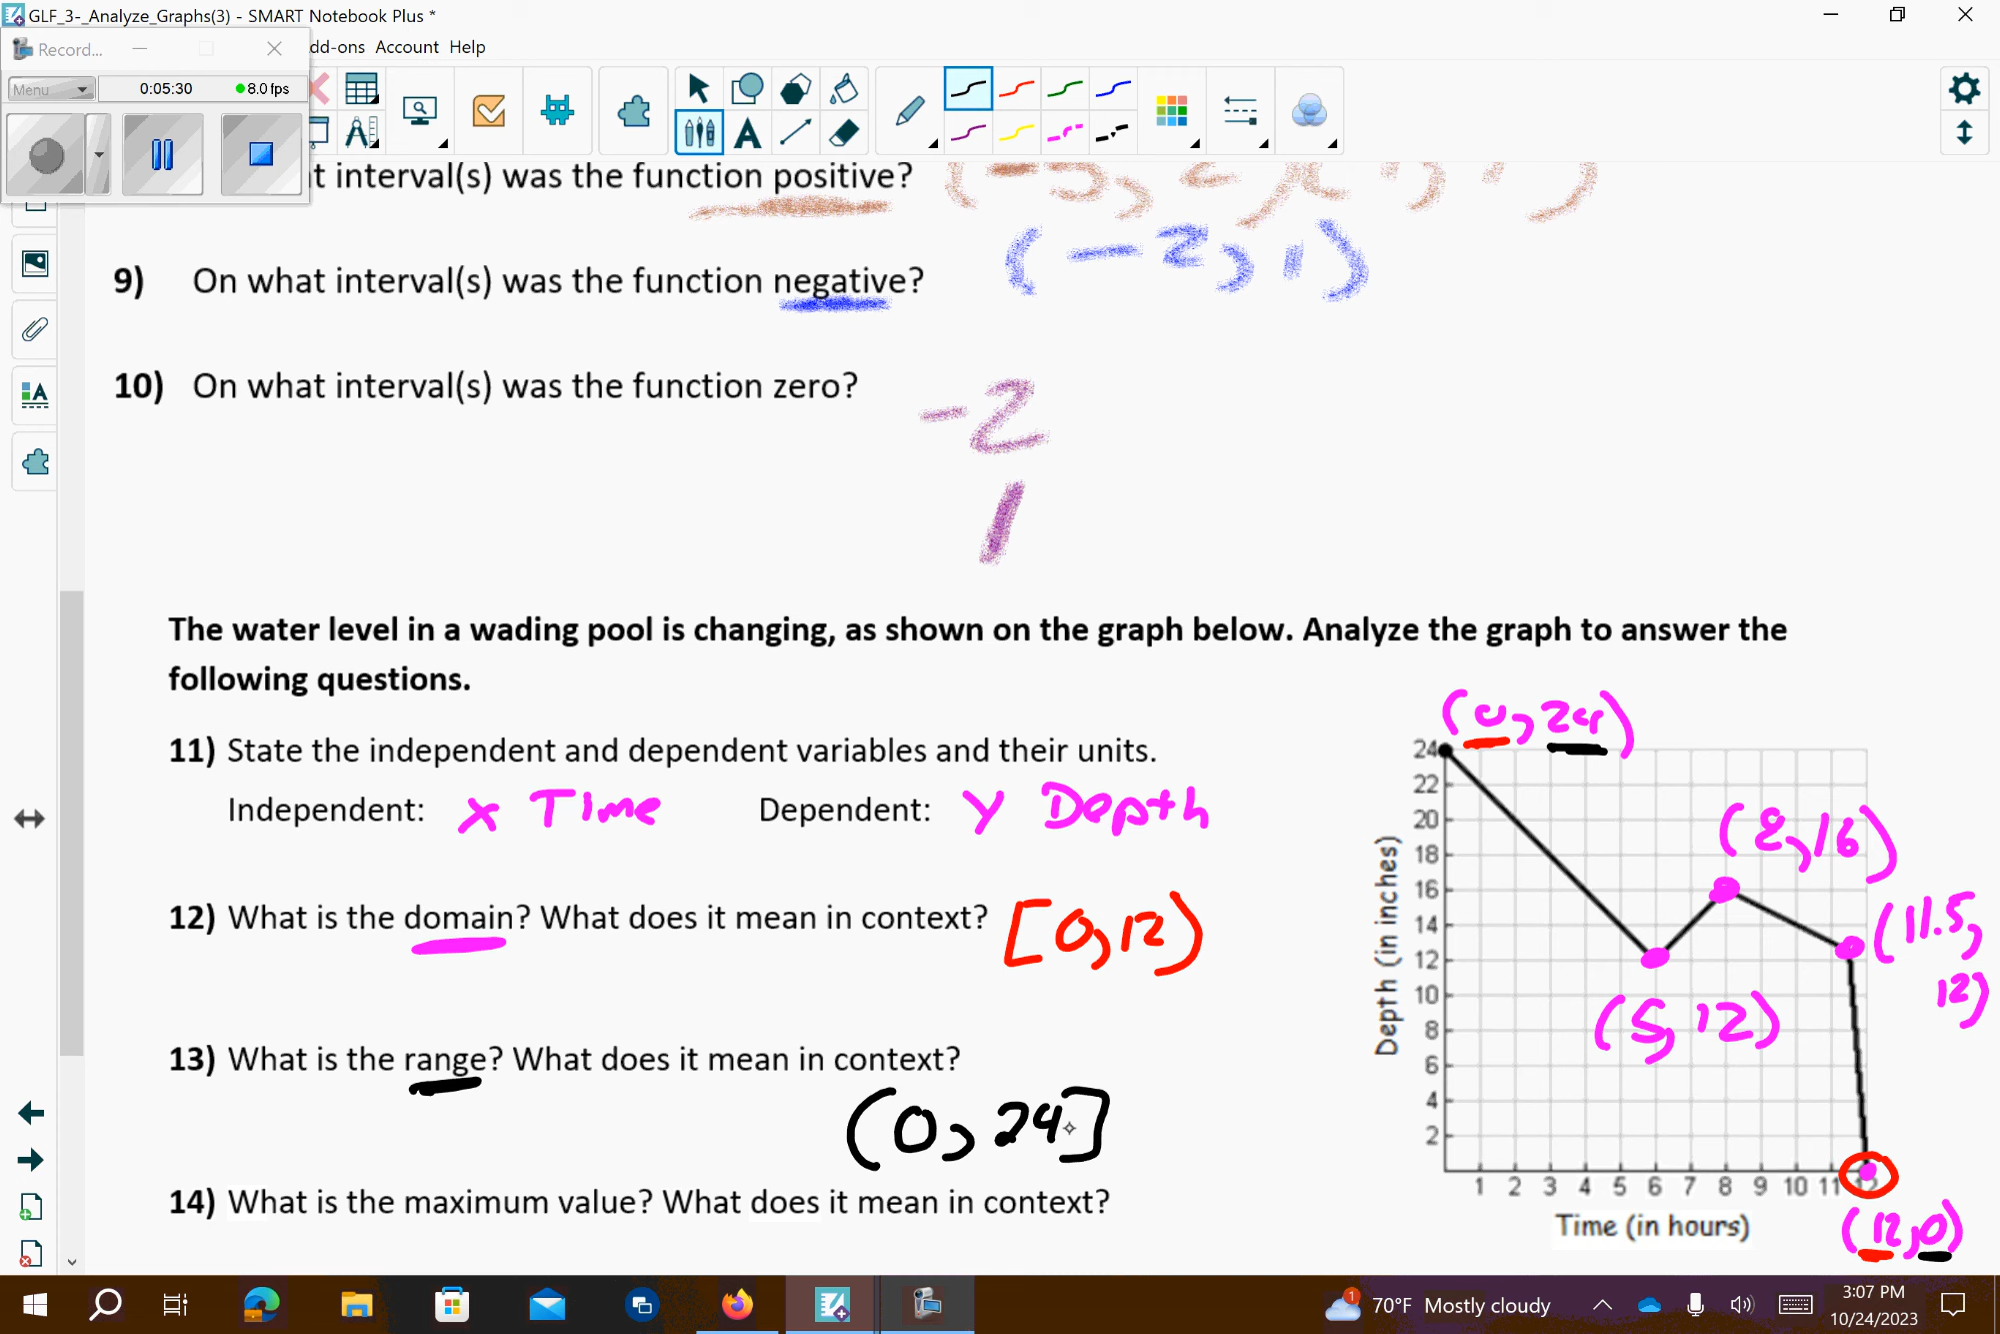 GLF_3-_Analyze_Graphs(3) - SMART Notebook Plus *
Record...
dd-ons Account Help
Menu 0:05:30 8.0 fps
t interval(s) was the function positive?
9) On what interval(s) was the function negative? (-2,1)
10) On what interval(s) was the function zero? -2
1
The water level in a wading pool is changing, as shown on the graph below. Analyze the graph to answer the
following questions.
11) State the independent and dependent variables and their units.
Independent: x Time Dependent: y Depth
12) What is the domain? What does it mean in context? [0,12)
13) What is the range? What does it mean in context?
(0, 24]
14) What is the maximum value? What does it mean in context?
(0, 24)
(8,16)
(11.5,
12)
(5,12)
(12,0)
24
22
20
18
16
14
12
10
8
6
4
2
Depth (in inches)
1 2 3 4 5 6 7 8 9 10 11 12
Time (in hours)
1 70°F Mostly cloudy
3:07 PM
10/24/2023